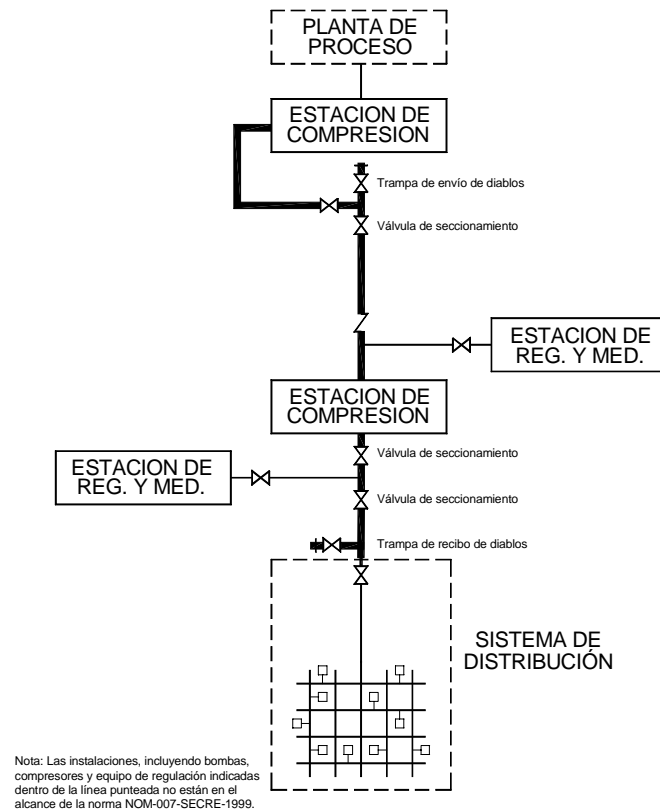 PLANTA DE
PROCESO
ESTACION DE
COMPRESION
Trampa de envío de diablos
Válvula de seccionamiento
ESTACION DE
REG. Y MED.
ESTACION DE
COMPRESION
Válvula de seccionamiento
ESTACION DE
REG. Y MED.
Válvula de seccionamiento
Trampa de recibo de diablos
SISTEMA DE
DISTRIBUCIÓN
Nota: Las instalaciones, incluyendo bombas,
compresores y equipo de regulación indicadas
dentro de la línea punteada no están en el
alcance de la norma NOM-007-SECRE-1999.